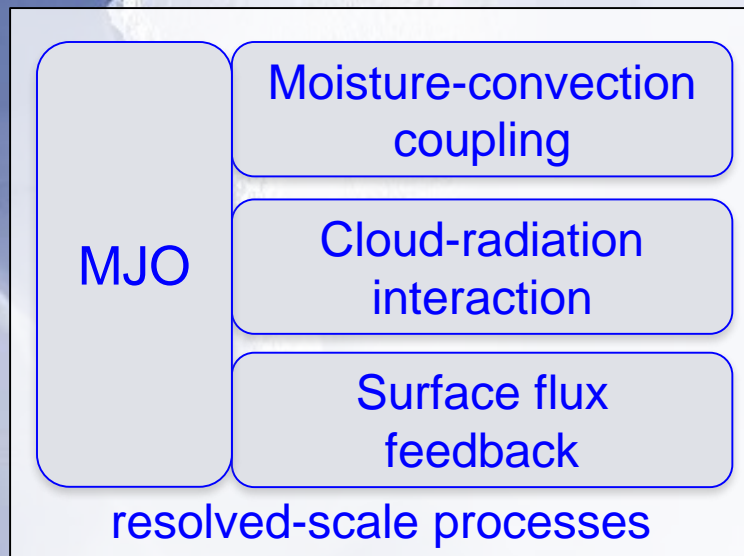 MJO
Moisture-convection
coupling
Cloud-radiation
interaction
Surface flux
feedback
resolved-scale processes